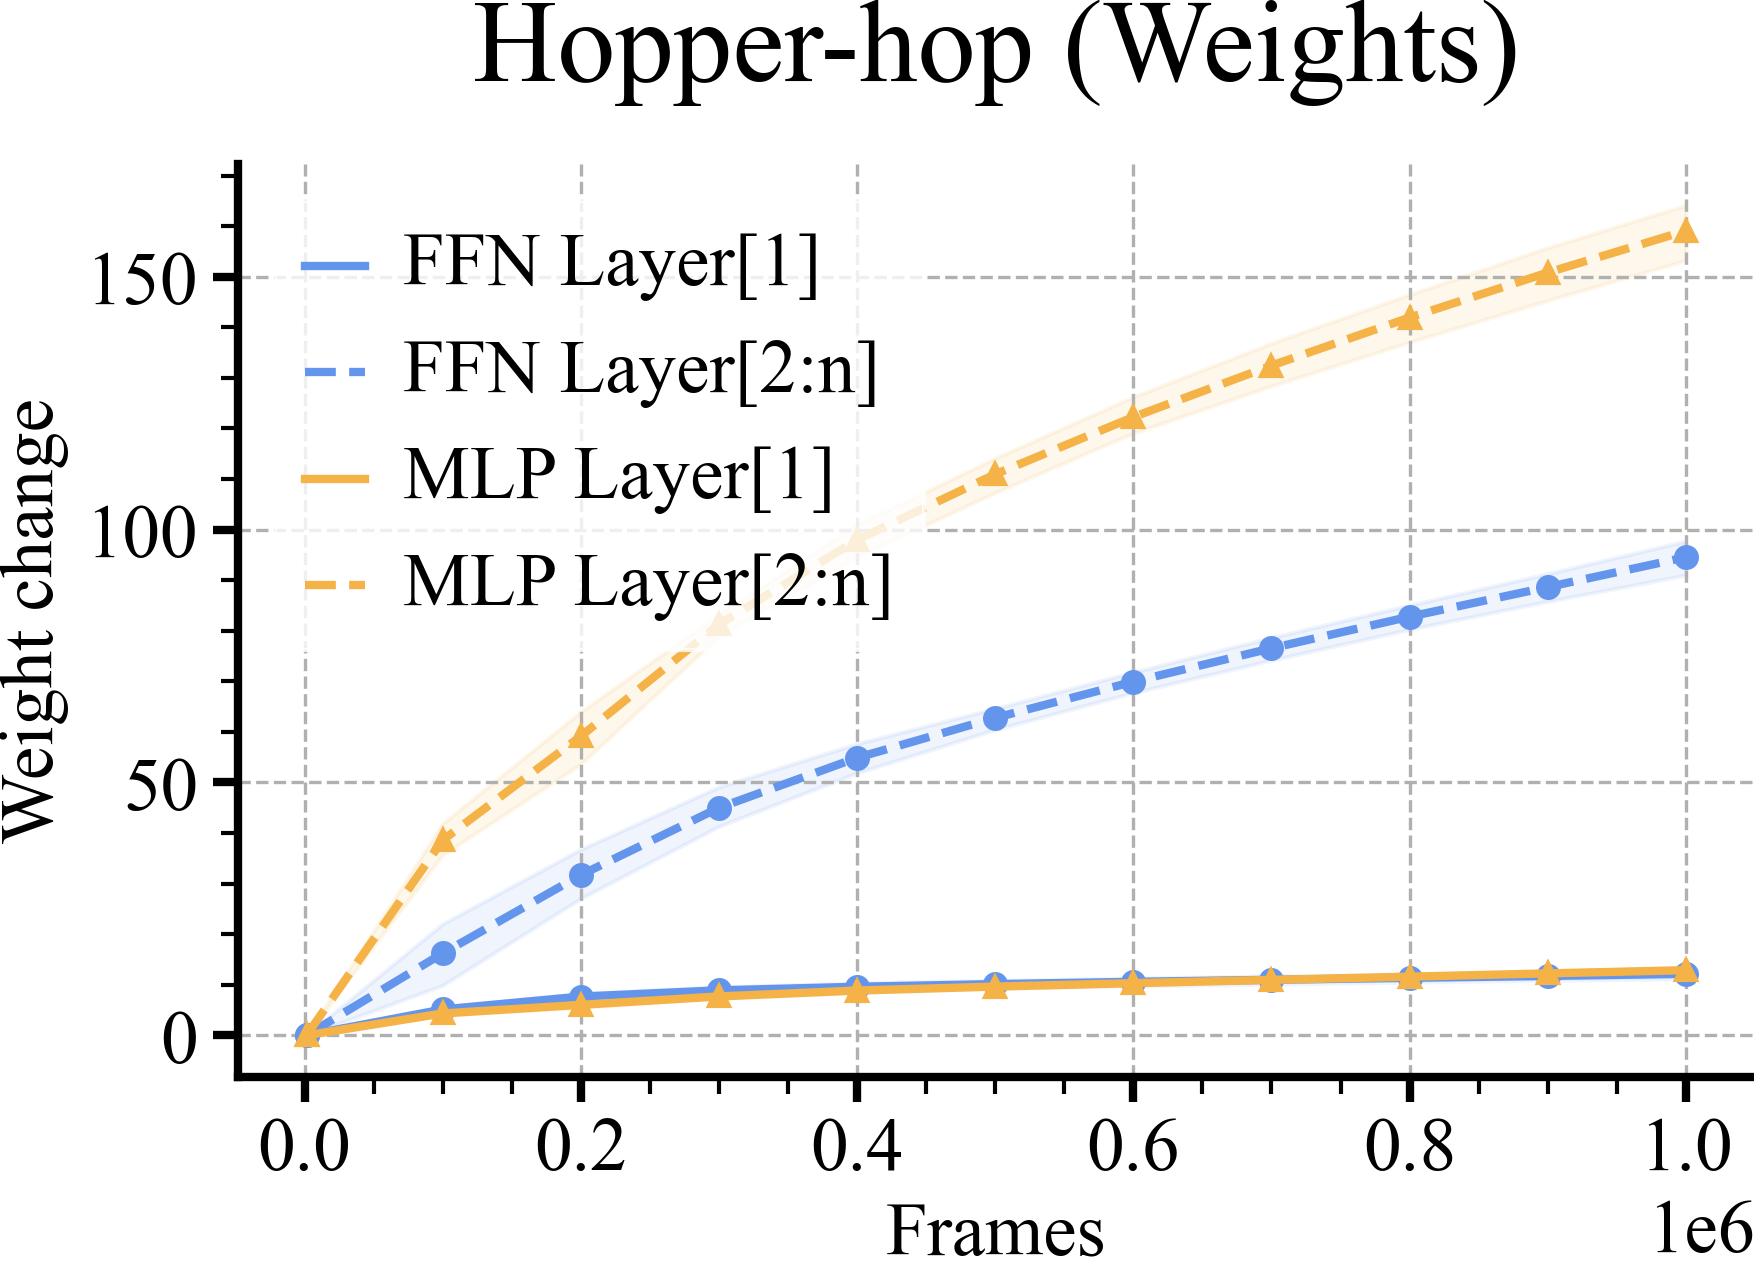 Hopper-hop (Weights)
Weight change
150
100
50
0
FFN Layer[1]
FFN Layer[2:n]
MLP Layer[1]
MLP Layer[2:n]
0.0 0.2 0.4 0.6 0.8 1.0
1e6
Frames